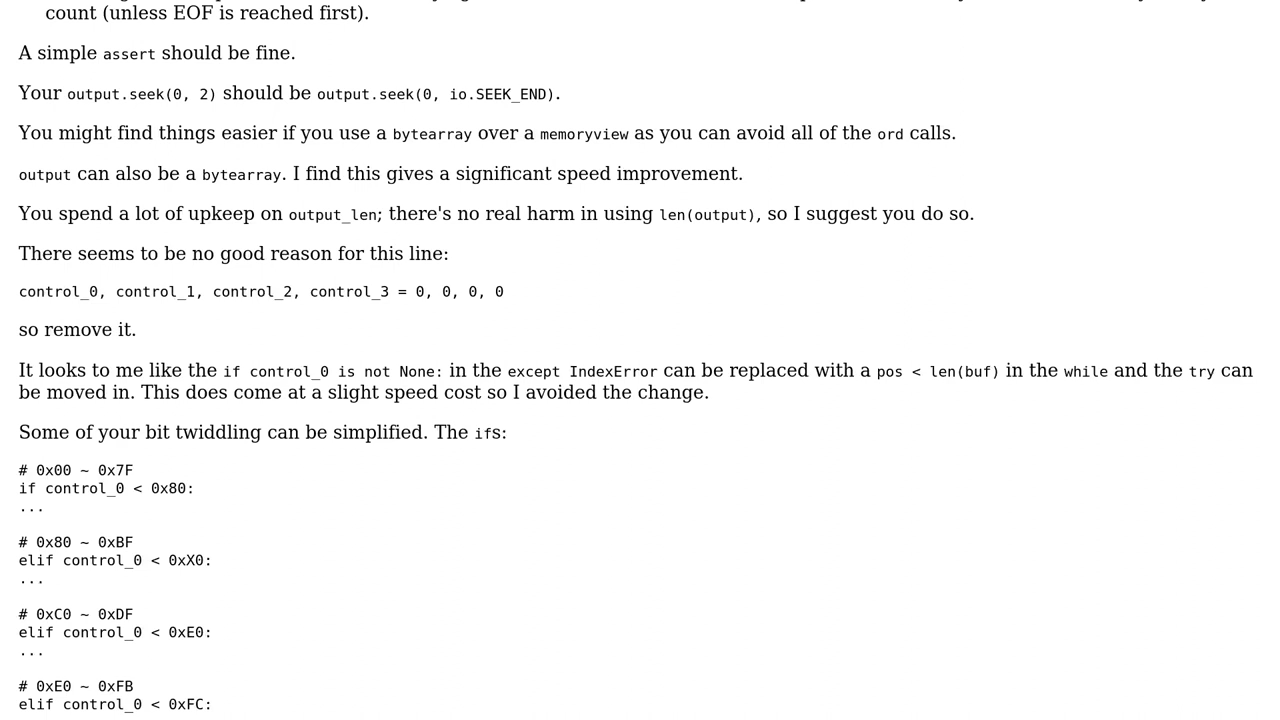 count (unless EOF is reached first).
A simple assert should be fine.
Your output.seek(0, 2) should be output.seek(0, io.SEEK_END).
You might find things easier if you use a bytearray over a memoryview as you can avoid all of the ord calls.
output can also be a bytearray. I find this gives a significant speed improvement.
You spend a lot of upkeep on output_len; there's no real harm in using len(output), so I suggest you do so.
There seems to be no good reason for this line:
control_0, control_1, control_2, control_3 = 0, 0, 0, 0
so remove it.
It looks to me like the if control_0 is not None: in the except IndexError can be replaced with a pos < len(buf) in the while and the try can
be moved in. This does come at a slight speed cost so I avoided the change.
Some of your bit twiddling can be simplified. The ifs:
# 0x00 ~ 0x7F
if control_0 < 0x80:
...
# 0x80 ~ 0xBF
elif control_0 < 0xX0:
...
# 0xC0 ~ 0xDF
elif control_0 < 0xE0:
...
# 0xE0 ~ 0xFB
elif control_0 < 0xFC: